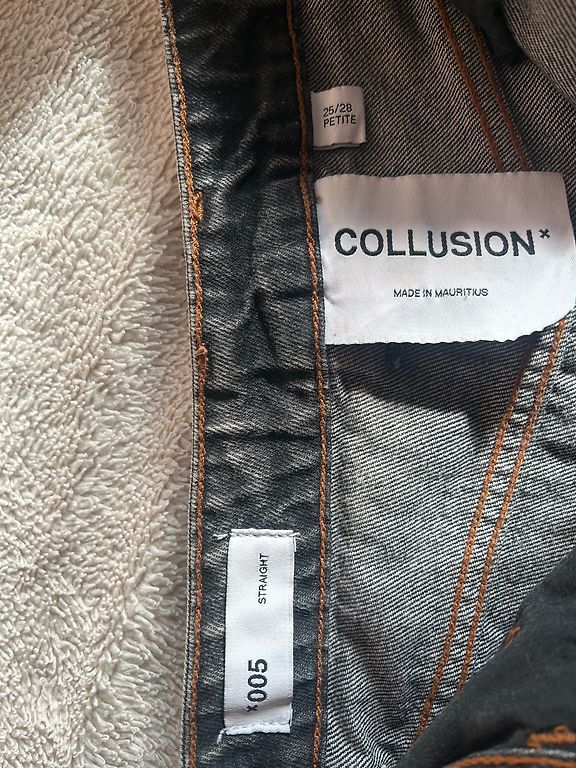 25/28
PETITE
COLLUSION×
MADE IN MAURITIUS
STRAIGHT
×005